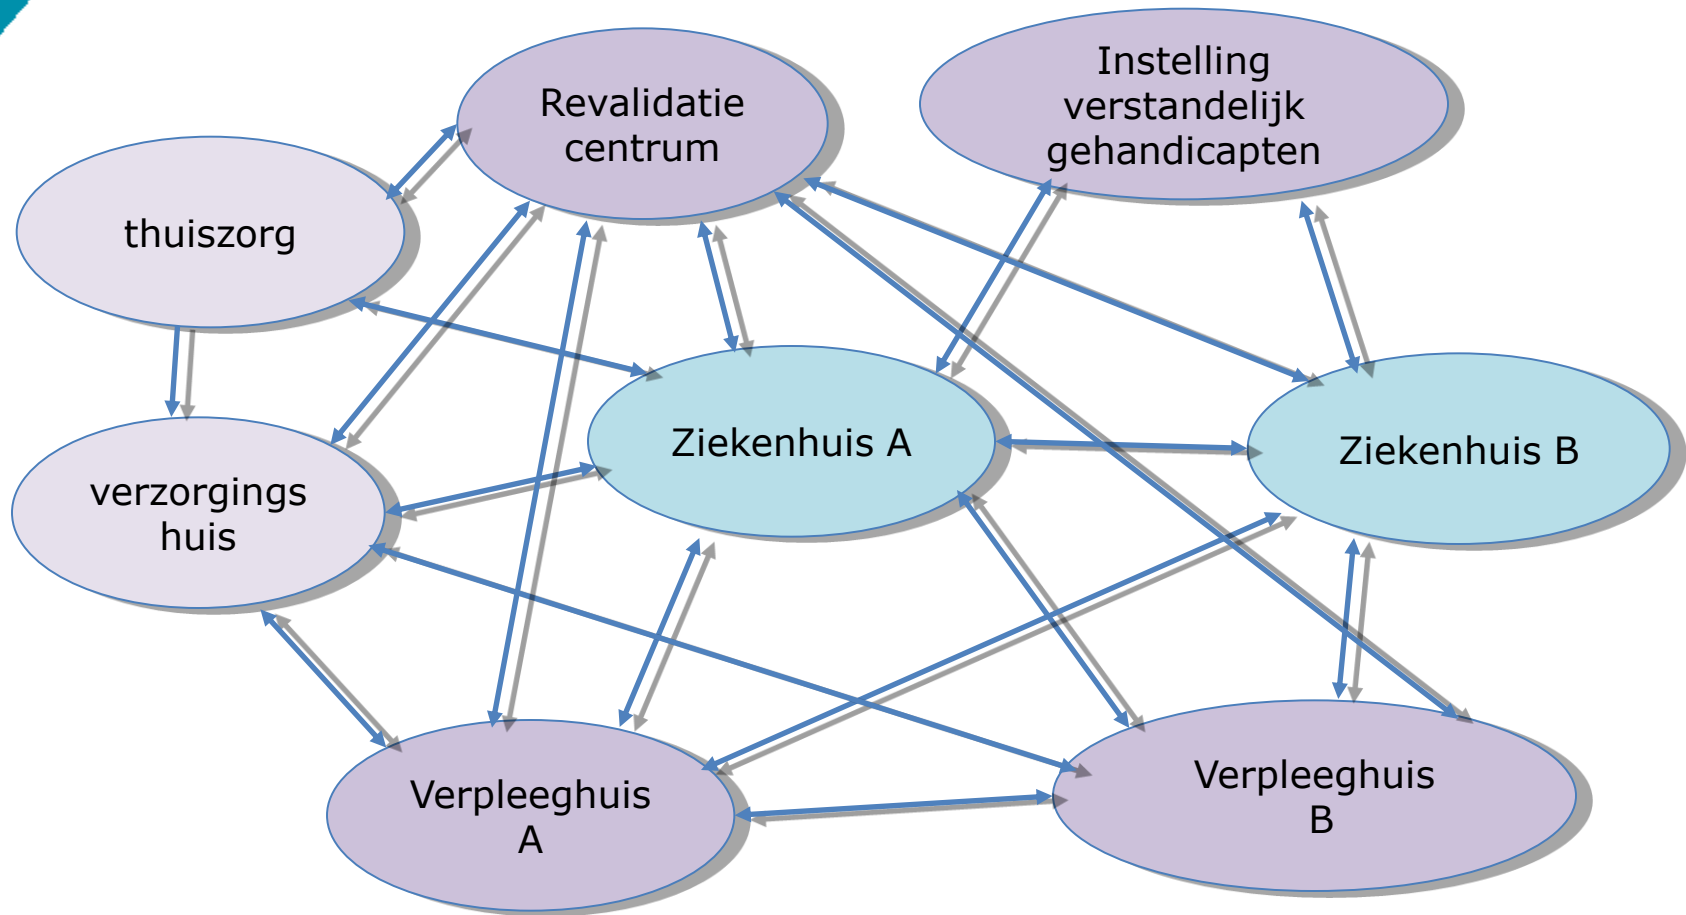 Revalidatie
centrum
Instelling
verstandelijk
gehandicapten
thuiszorg
Ziekenhuis A
Ziekenhuis B
verzorgings
huis
Verpleeghuis
A
Verpleeghuis
B